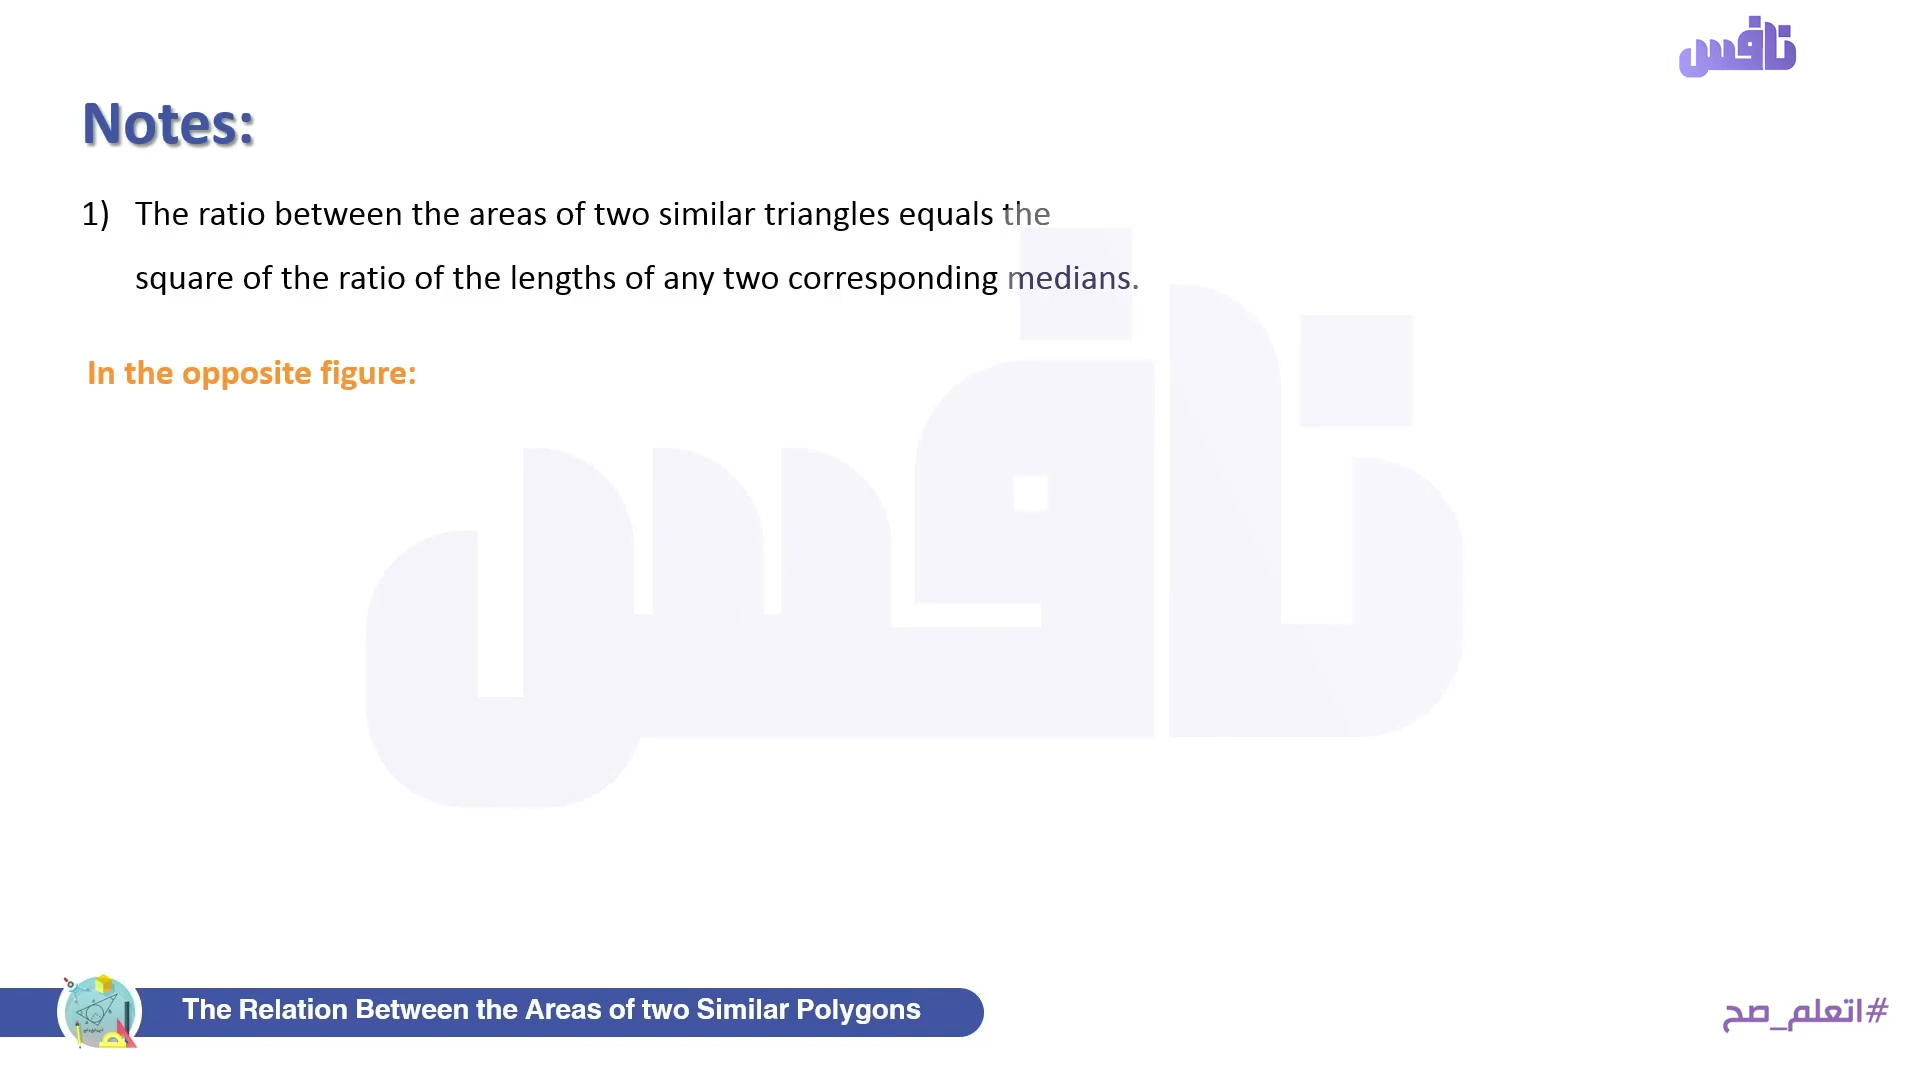 نافس
Notes:
1) The ratio between the areas of two similar triangles equals the
square of the ratio of the lengths of any two corresponding medians.
In the opposite figure:
نافس
The Relation Between the Areas of two Similar Polygons
#اتعلم_صح